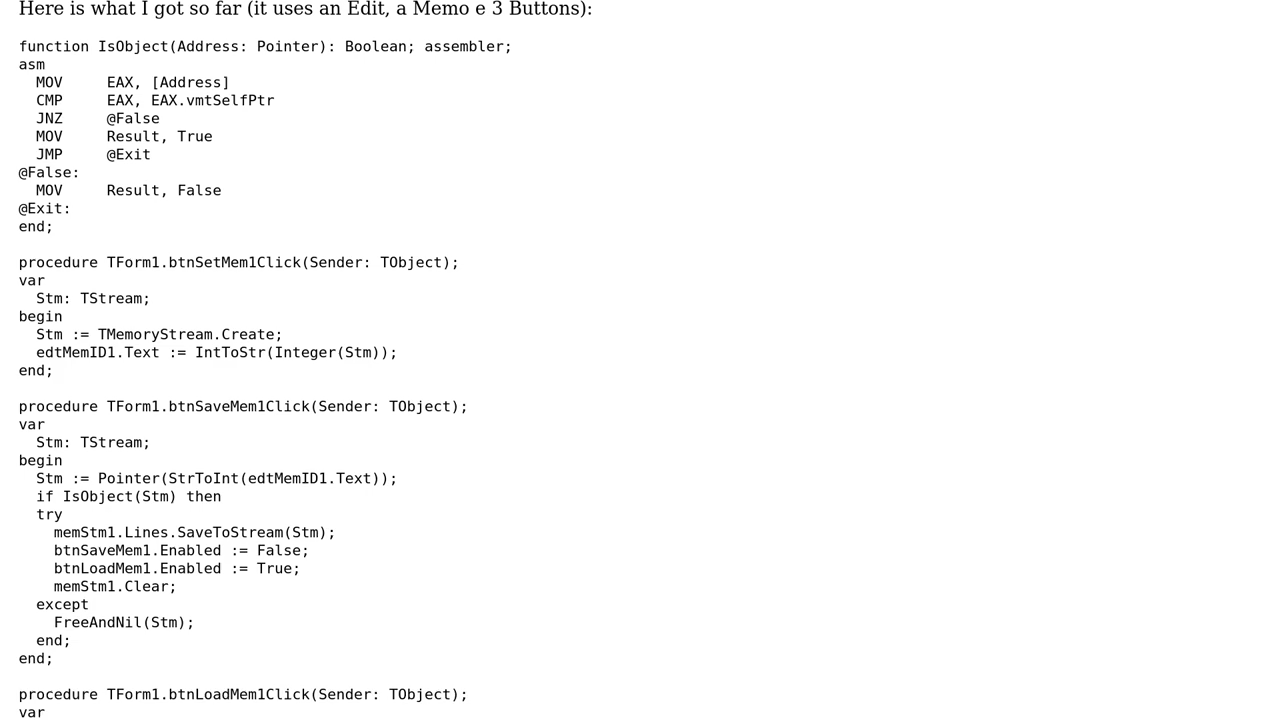 Here is what I got so far (it uses an Edit, a Memo e 3 Buttons):
function IsObject(Address: Pointer): Boolean; assembler;
asm
  MOV     EAX, [Address]
  CMP     EAX, EAX.vmtSelfPtr
  JNZ     @False
  MOV     Result, True
  JMP     @Exit
@False:
  MOV     Result, False
@Exit:
end;

procedure TForm1.btnSetMem1Click(Sender: TObject);
var
  Stm: TStream;
begin
  Stm := TMemoryStream.Create;
  edtMemID1.Text := IntToStr(Integer(Stm));
end;

procedure TForm1.btnSaveMem1Click(Sender: TObject);
var
  Stm: TStream;
begin
  Stm := Pointer(StrToInt(edtMemID1.Text));
  if IsObject(Stm) then
  try
    memStm1.Lines.SaveToStream(Stm);
    btnSaveMem1.Enabled := False;
    btnLoadMem1.Enabled := True;
    memStm1.Clear;
  except
    FreeAndNil(Stm);
  end;
end;

procedure TForm1.btnLoadMem1Click(Sender: TObject);
var